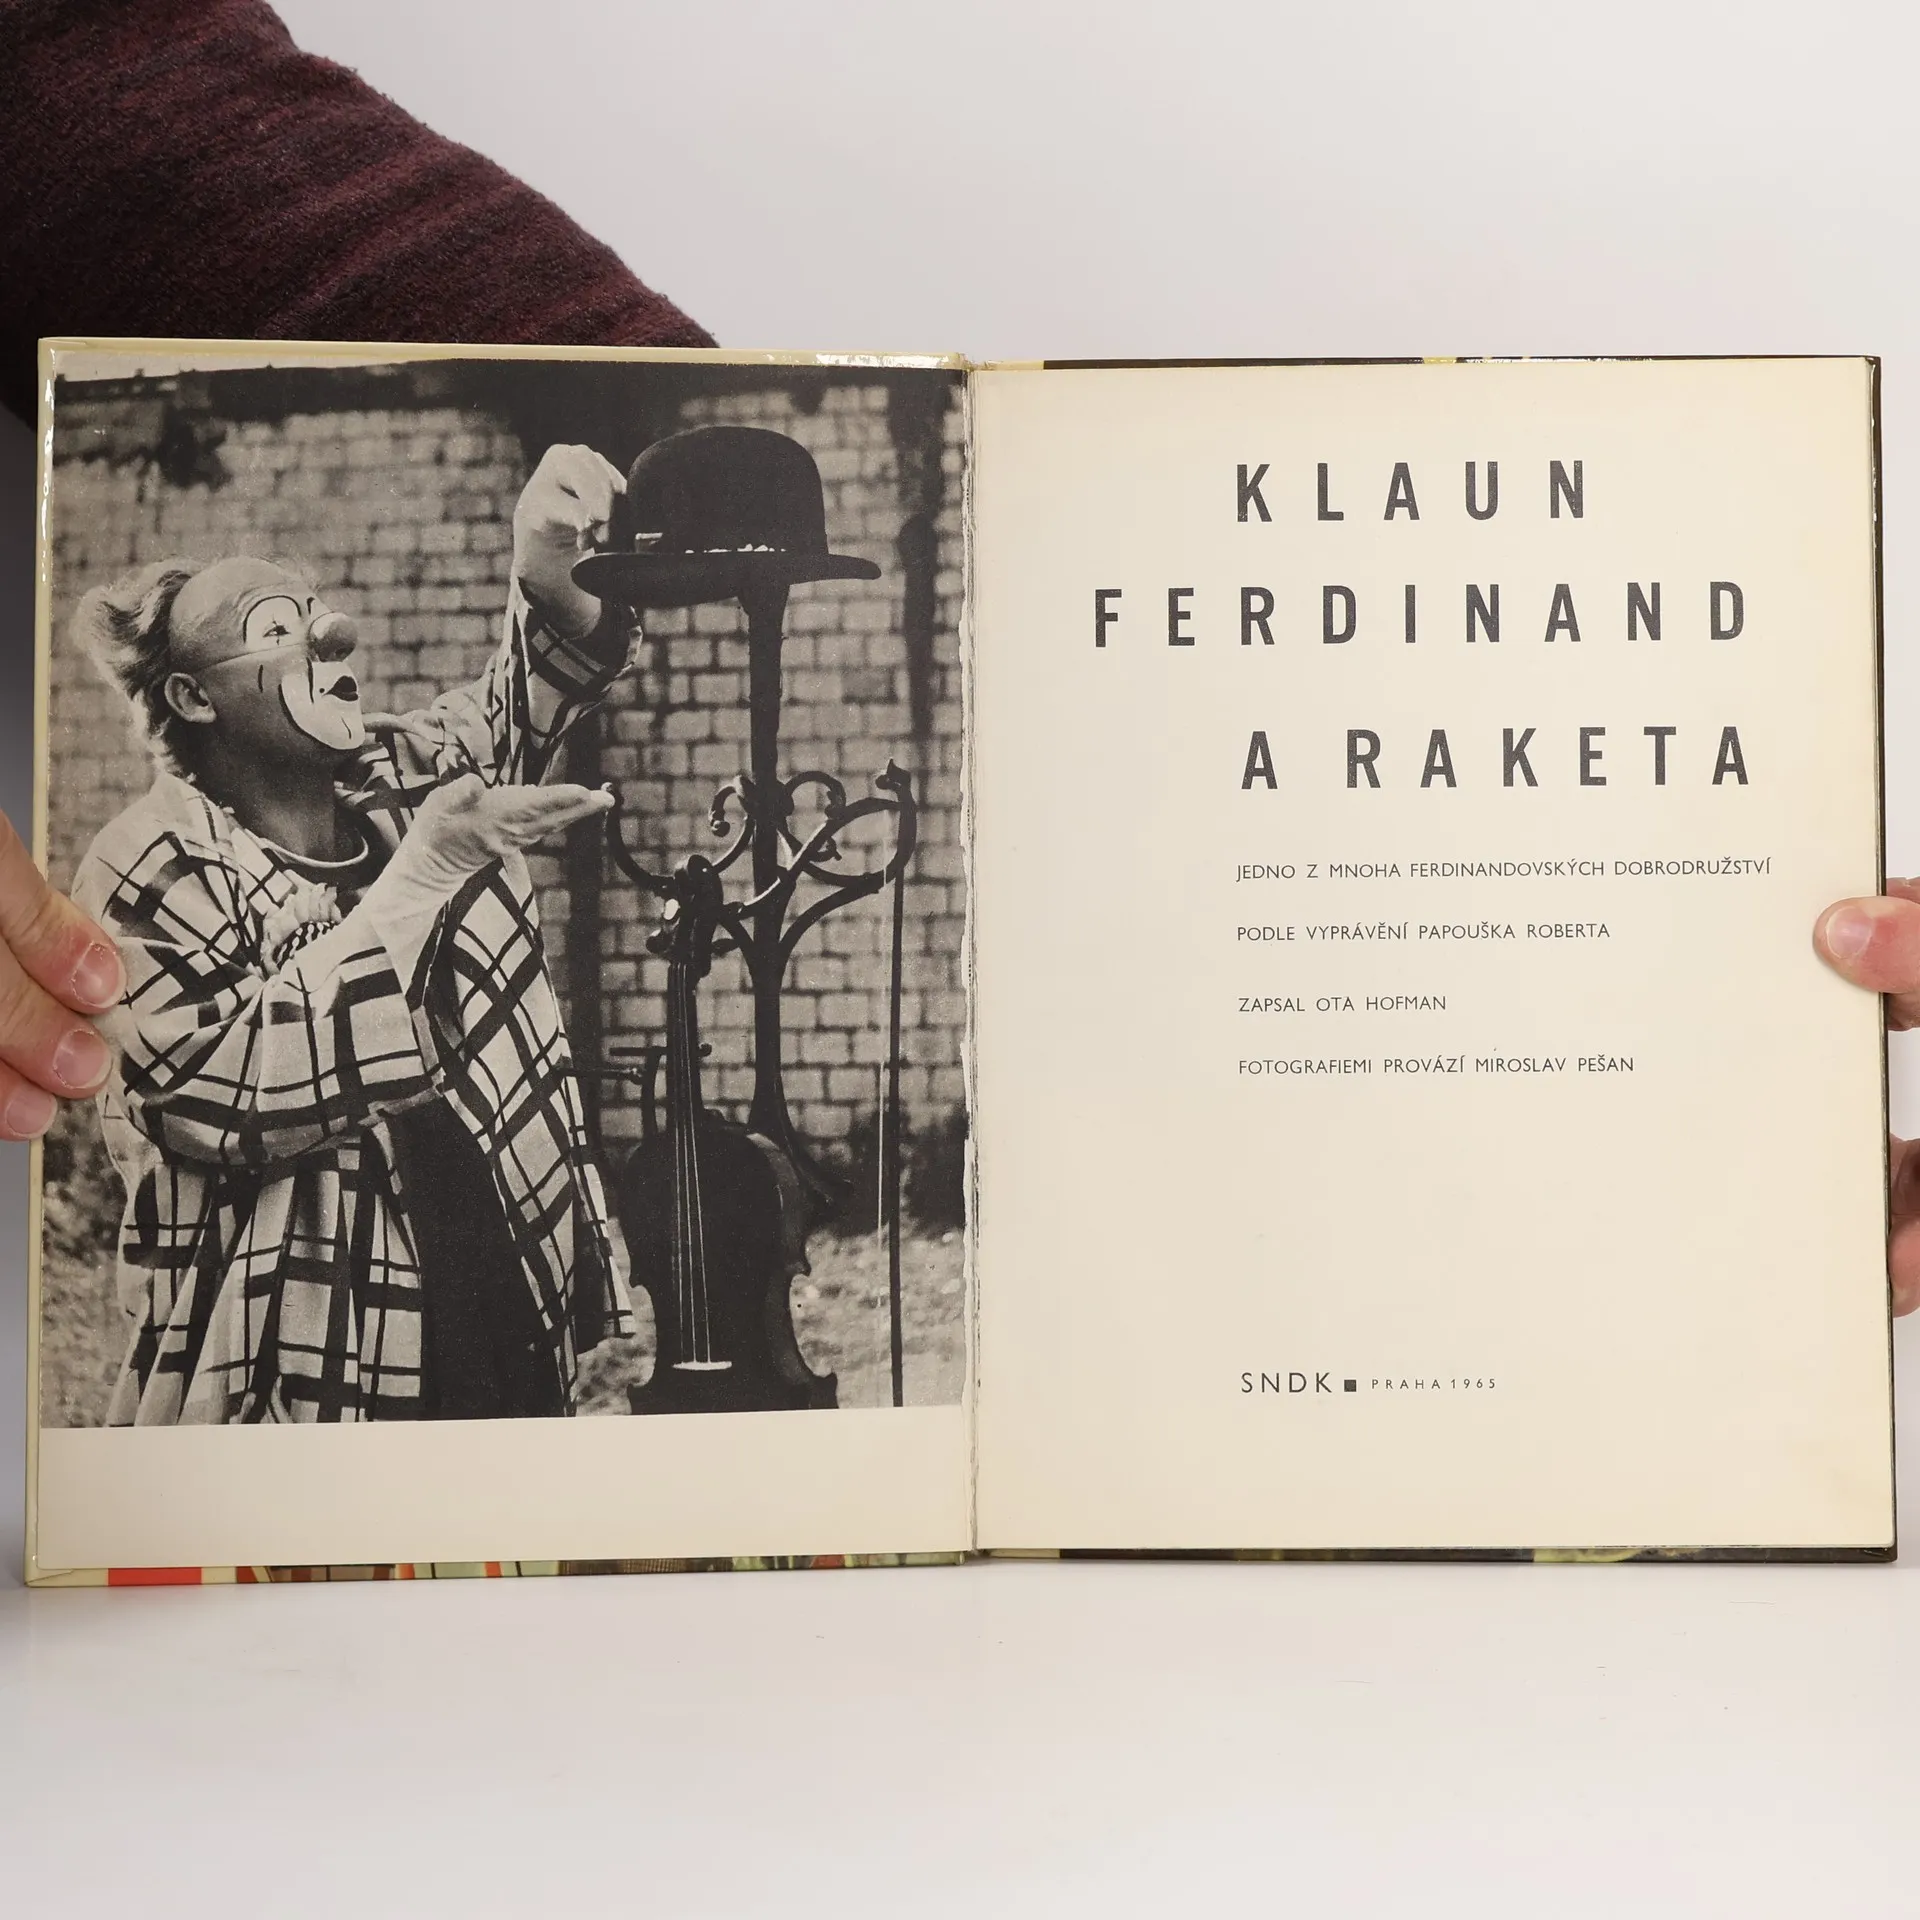 KLAUN
FERDINAND
A RAKETA
JEDNO Z MNOHA FERDINANDOVSKÝCH DOBRODRUŽSTVÍ
PODLE VYPRÁVĚNÍ PAPOUŠKA ROBERTA
ZAPSAL OTA HOFMAN
FOTOGRAFIEMI PROVÁZÍ MIROSLAV PEŠAN
SNDK ■ PRAHA 1965